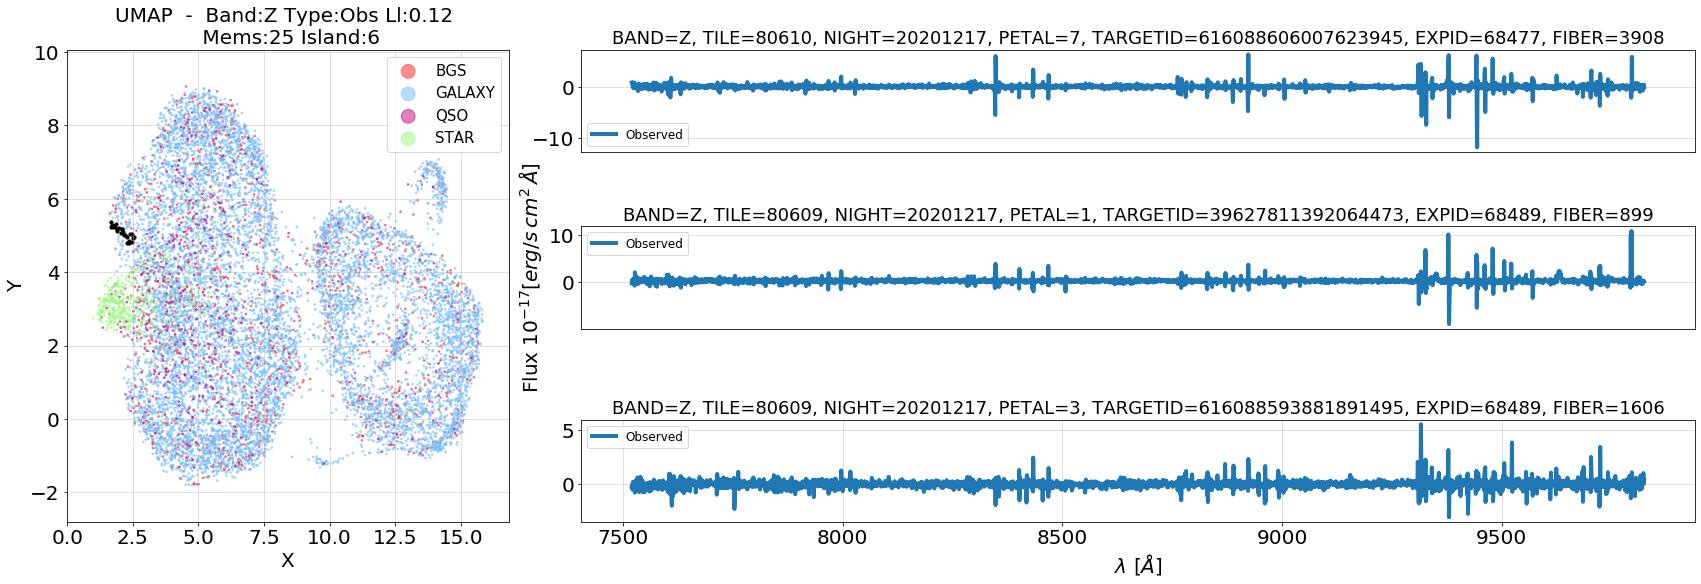 UMAP  -  Band:Z Type:Obs Ll:0.12
Mems:25 Island:6
BGS
GALAXY
QSO
STAR
10
8
6
4
2
0
−2
Y
0.0
2.5
5.0
7.5
10.0
12.5
15.0
X
Flux 10^{−17}[erg/s cm^2 Å]
BAND=Z, TILE=80610, NIGHT=20201217, PETAL=7, TARGETID=616088606007623945, EXPID=68477, FIBER=3908
0
−10
Observed
BAND=Z, TILE=80609, NIGHT=20201217, PETAL=1, TARGETID=39627811392064473, EXPID=68489, FIBER=899
10
0
Observed
BAND=Z, TILE=80609, NIGHT=20201217, PETAL=3, TARGETID=616088593881891495, EXPID=68489, FIBER=1606
5
0
Observed
7500
8000
8500
9000
9500
λ [Å]